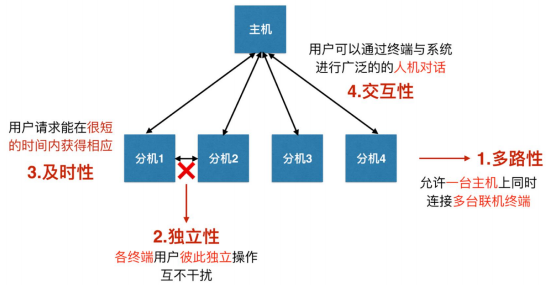 主机
用户可以通过终端与系统
进行广泛的的人机对话
4.交互性
用户请求能在很短
的时间内获得相应
3.及时性
分机1
分机2
分机3
分机4
1.多路性
允许一台主机上同时
连接多台联机终端
2.独立性
各终端用户彼此独立操作
互不干扰